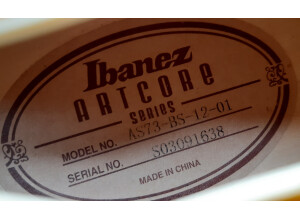 Ibanez
ARTCORE
SERIES
MODEL NO. AS73-BS-12-01
SERIAL NO. S03091638
MADE IN CHINA